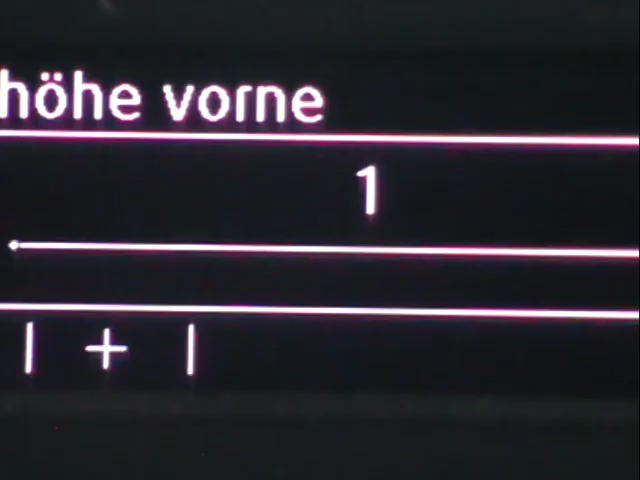 höhe vorne
1
| + |